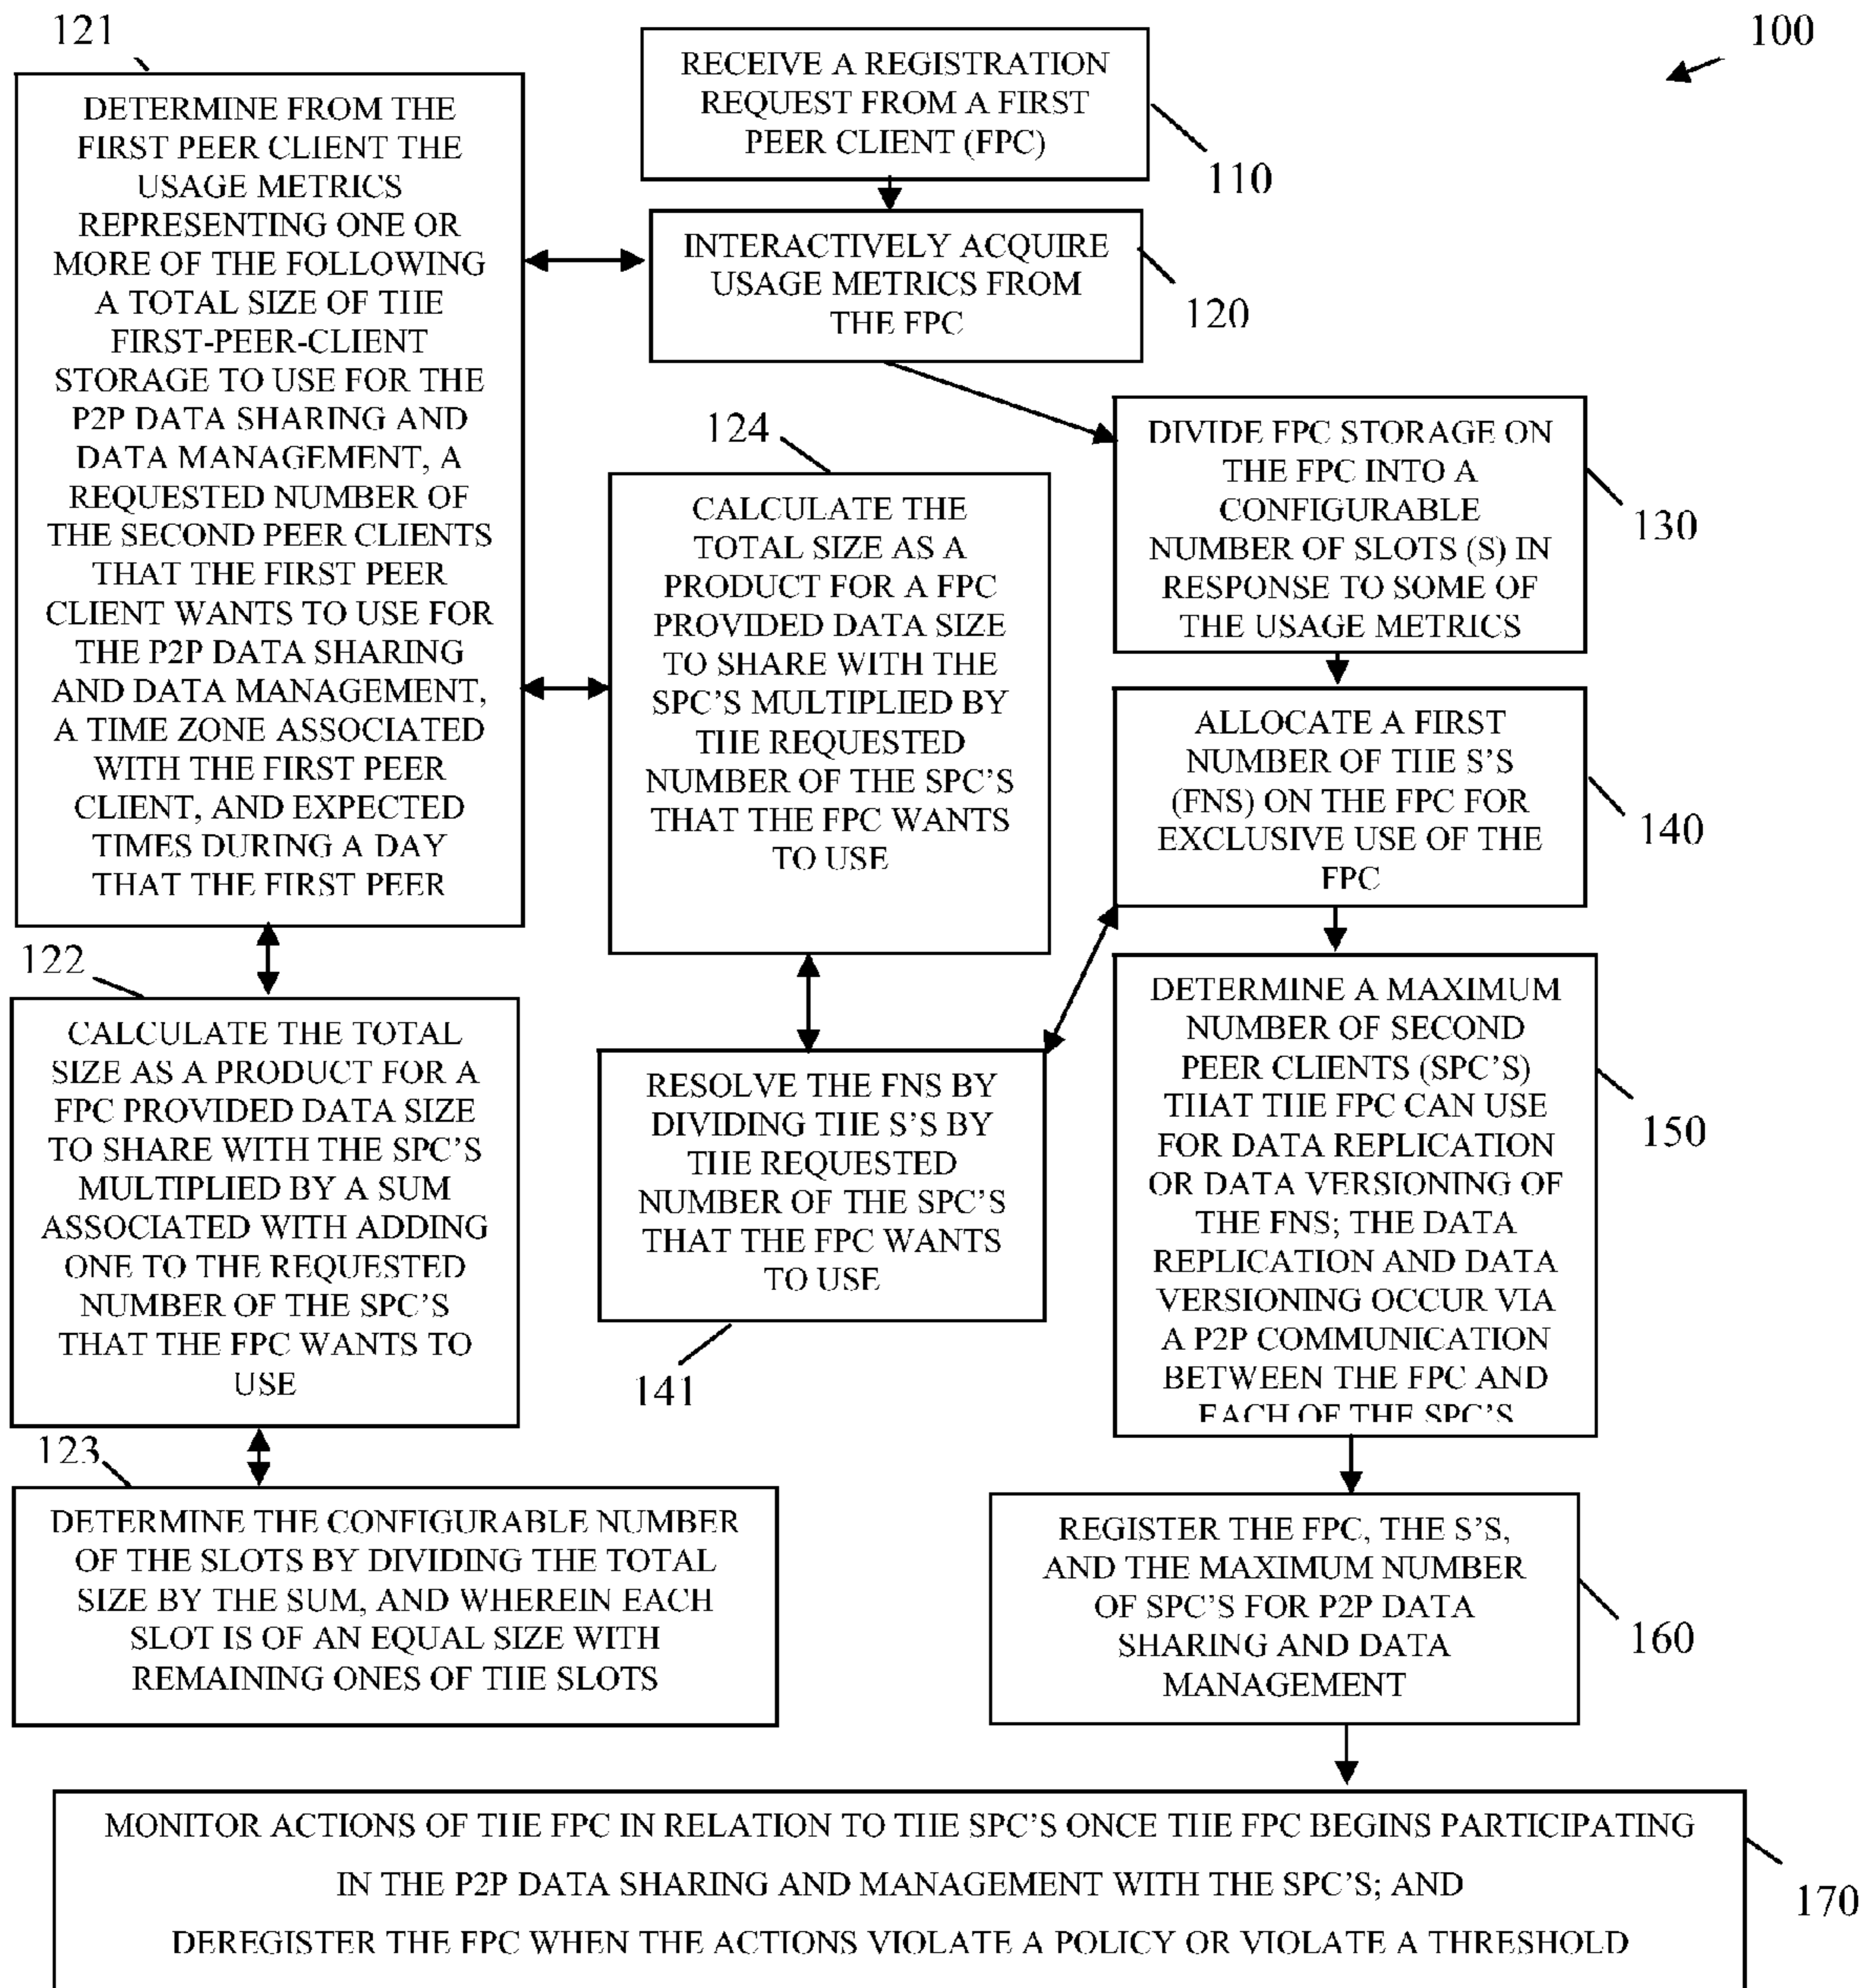 100
110
RECEIVE A REGISTRATION
REQUEST FROM A FIRST
PEER CLIENT (FPC)
120
INTERACTIVELY ACQUIRE
USAGE METRICS FROM
THE FPC
121
DETERMINE FROM THE
FIRST PEER CLIENT THE
USAGE METRICS
REPRESENTING ONE OR
MORE OF THE FOLLOWING
A TOTAL SIZE OF THE
FIRST-PEER-CLIENT
STORAGE TO USE FOR THE
P2P DATA SHARING AND
DATA MANAGEMENT, A
REQUESTED NUMBER OF
THE SECOND PEER CLIENTS
THAT THE FIRST PEER
CLIENT WANTS TO USE FOR
THE P2P DATA SHARING
AND DATA MANAGEMENT,
A TIME ZONE ASSOCIATED
WITH THE FIRST PEER
CLIENT, AND EXPECTED
TIMES DURING A DAY
THAT THE FIRST PEER
122
CALCULATE THE TOTAL
SIZE AS A PRODUCT FOR A
FPC PROVIDED DATA SIZE
TO SHARE WITH THE SPC'S
MULTIPLIED BY A SUM
ASSOCIATED WITH ADDING
ONE TO THE REQUESTED
NUMBER OF THE SPC'S
THAT THE FPC WANTS TO
USE
123
DETERMINE THE CONFIGURABLE NUMBER
OF THE SLOTS BY DIVIDING THE TOTAL
SIZE BY THE SUM, AND WHEREIN EACH
SLOT IS OF AN EQUAL SIZE WITH
REMAINING ONES OF THE SLOTS
124
CALCULATE THE
TOTAL SIZE AS A
PRODUCT FOR A FPC
PROVIDED DATA SIZE
TO SHARE WITH THE
SPC'S MULTIPLIED BY
THE REQUESTED
NUMBER OF THE SPC'S
THAT THE FPC WANTS
TO USE
141
RESOLVE THE FNS BY
DIVIDING THE S'S BY
THE REQUESTED
NUMBER OF THE SPC'S
THAT THE FPC WANTS
TO USE
130
DIVIDE FPC STORAGE ON
THE FPC INTO A
CONFIGURABLE
NUMBER OF SLOTS (S) IN
RESPONSE TO SOME OF
THE USAGE METRICS
140
ALLOCATE A FIRST
NUMBER OF THE S'S
(FNS) ON THE FPC FOR
EXCLUSIVE USE OF THE
FPC
150
DETERMINE A MAXIMUM
NUMBER OF SECOND
PEER CLIENTS (SPC'S)
THAT THE FPC CAN USE
FOR DATA REPLICATION
OR DATA VERSIONING OF
THE FNS; THE DATA
REPLICATION AND DATA
VERSIONING OCCUR VIA
A P2P COMMUNICATION
BETWEEN THE FPC AND
EACH OF THE SPC'S
160
REGISTER THE FPC, THE S'S,
AND THE MAXIMUM NUMBER
OF SPC'S FOR P2P DATA
SHARING AND DATA
MANAGEMENT
170
MONITOR ACTIONS OF THE FPC IN RELATION TO THE SPC'S ONCE THE FPC BEGINS PARTICIPATING
IN THE P2P DATA SHARING AND MANAGEMENT WITH THE SPC'S; AND
DEREGISTER THE FPC WHEN THE ACTIONS VIOLATE A POLICY OR VIOLATE A THRESHOLD